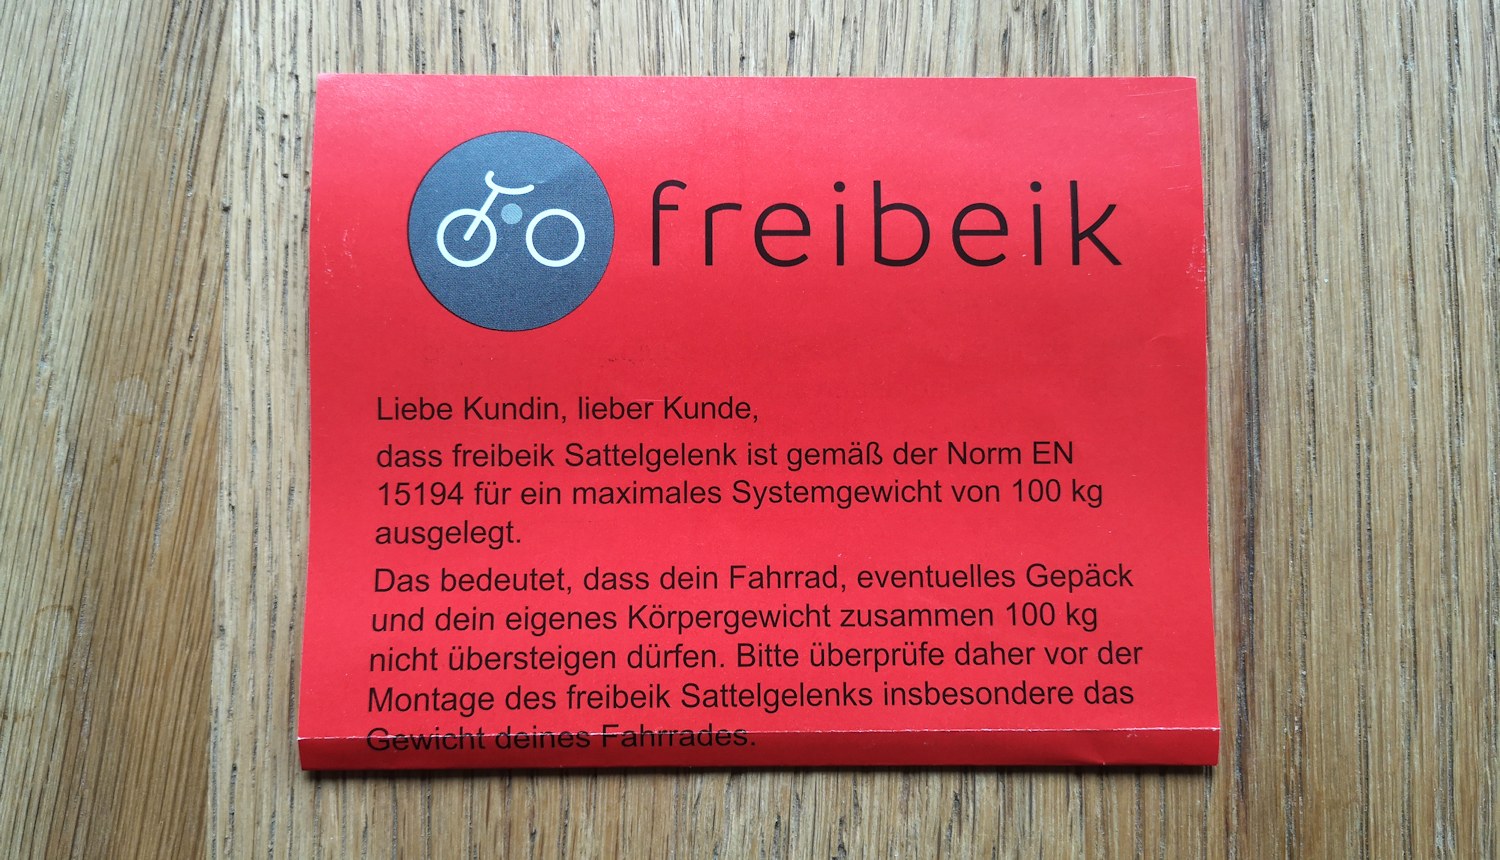 freibeik
Liebe Kundin, lieber Kunde,
dass freibeik Sattelgelenk ist gemäß der Norm EN
15194 für ein maximales Systemgewicht von 100 kg
ausgelegt.
Das bedeutet, dass dein Fahrrad, eventuelles Gepäck
und dein eigenes Körpergewicht zusammen 100 kg
nicht übersteigen dürfen. Bitte überprüfe daher vor der
Montage des freibeik Sattelgelenks insbesondere das
Gewicht deines Fahrrades.